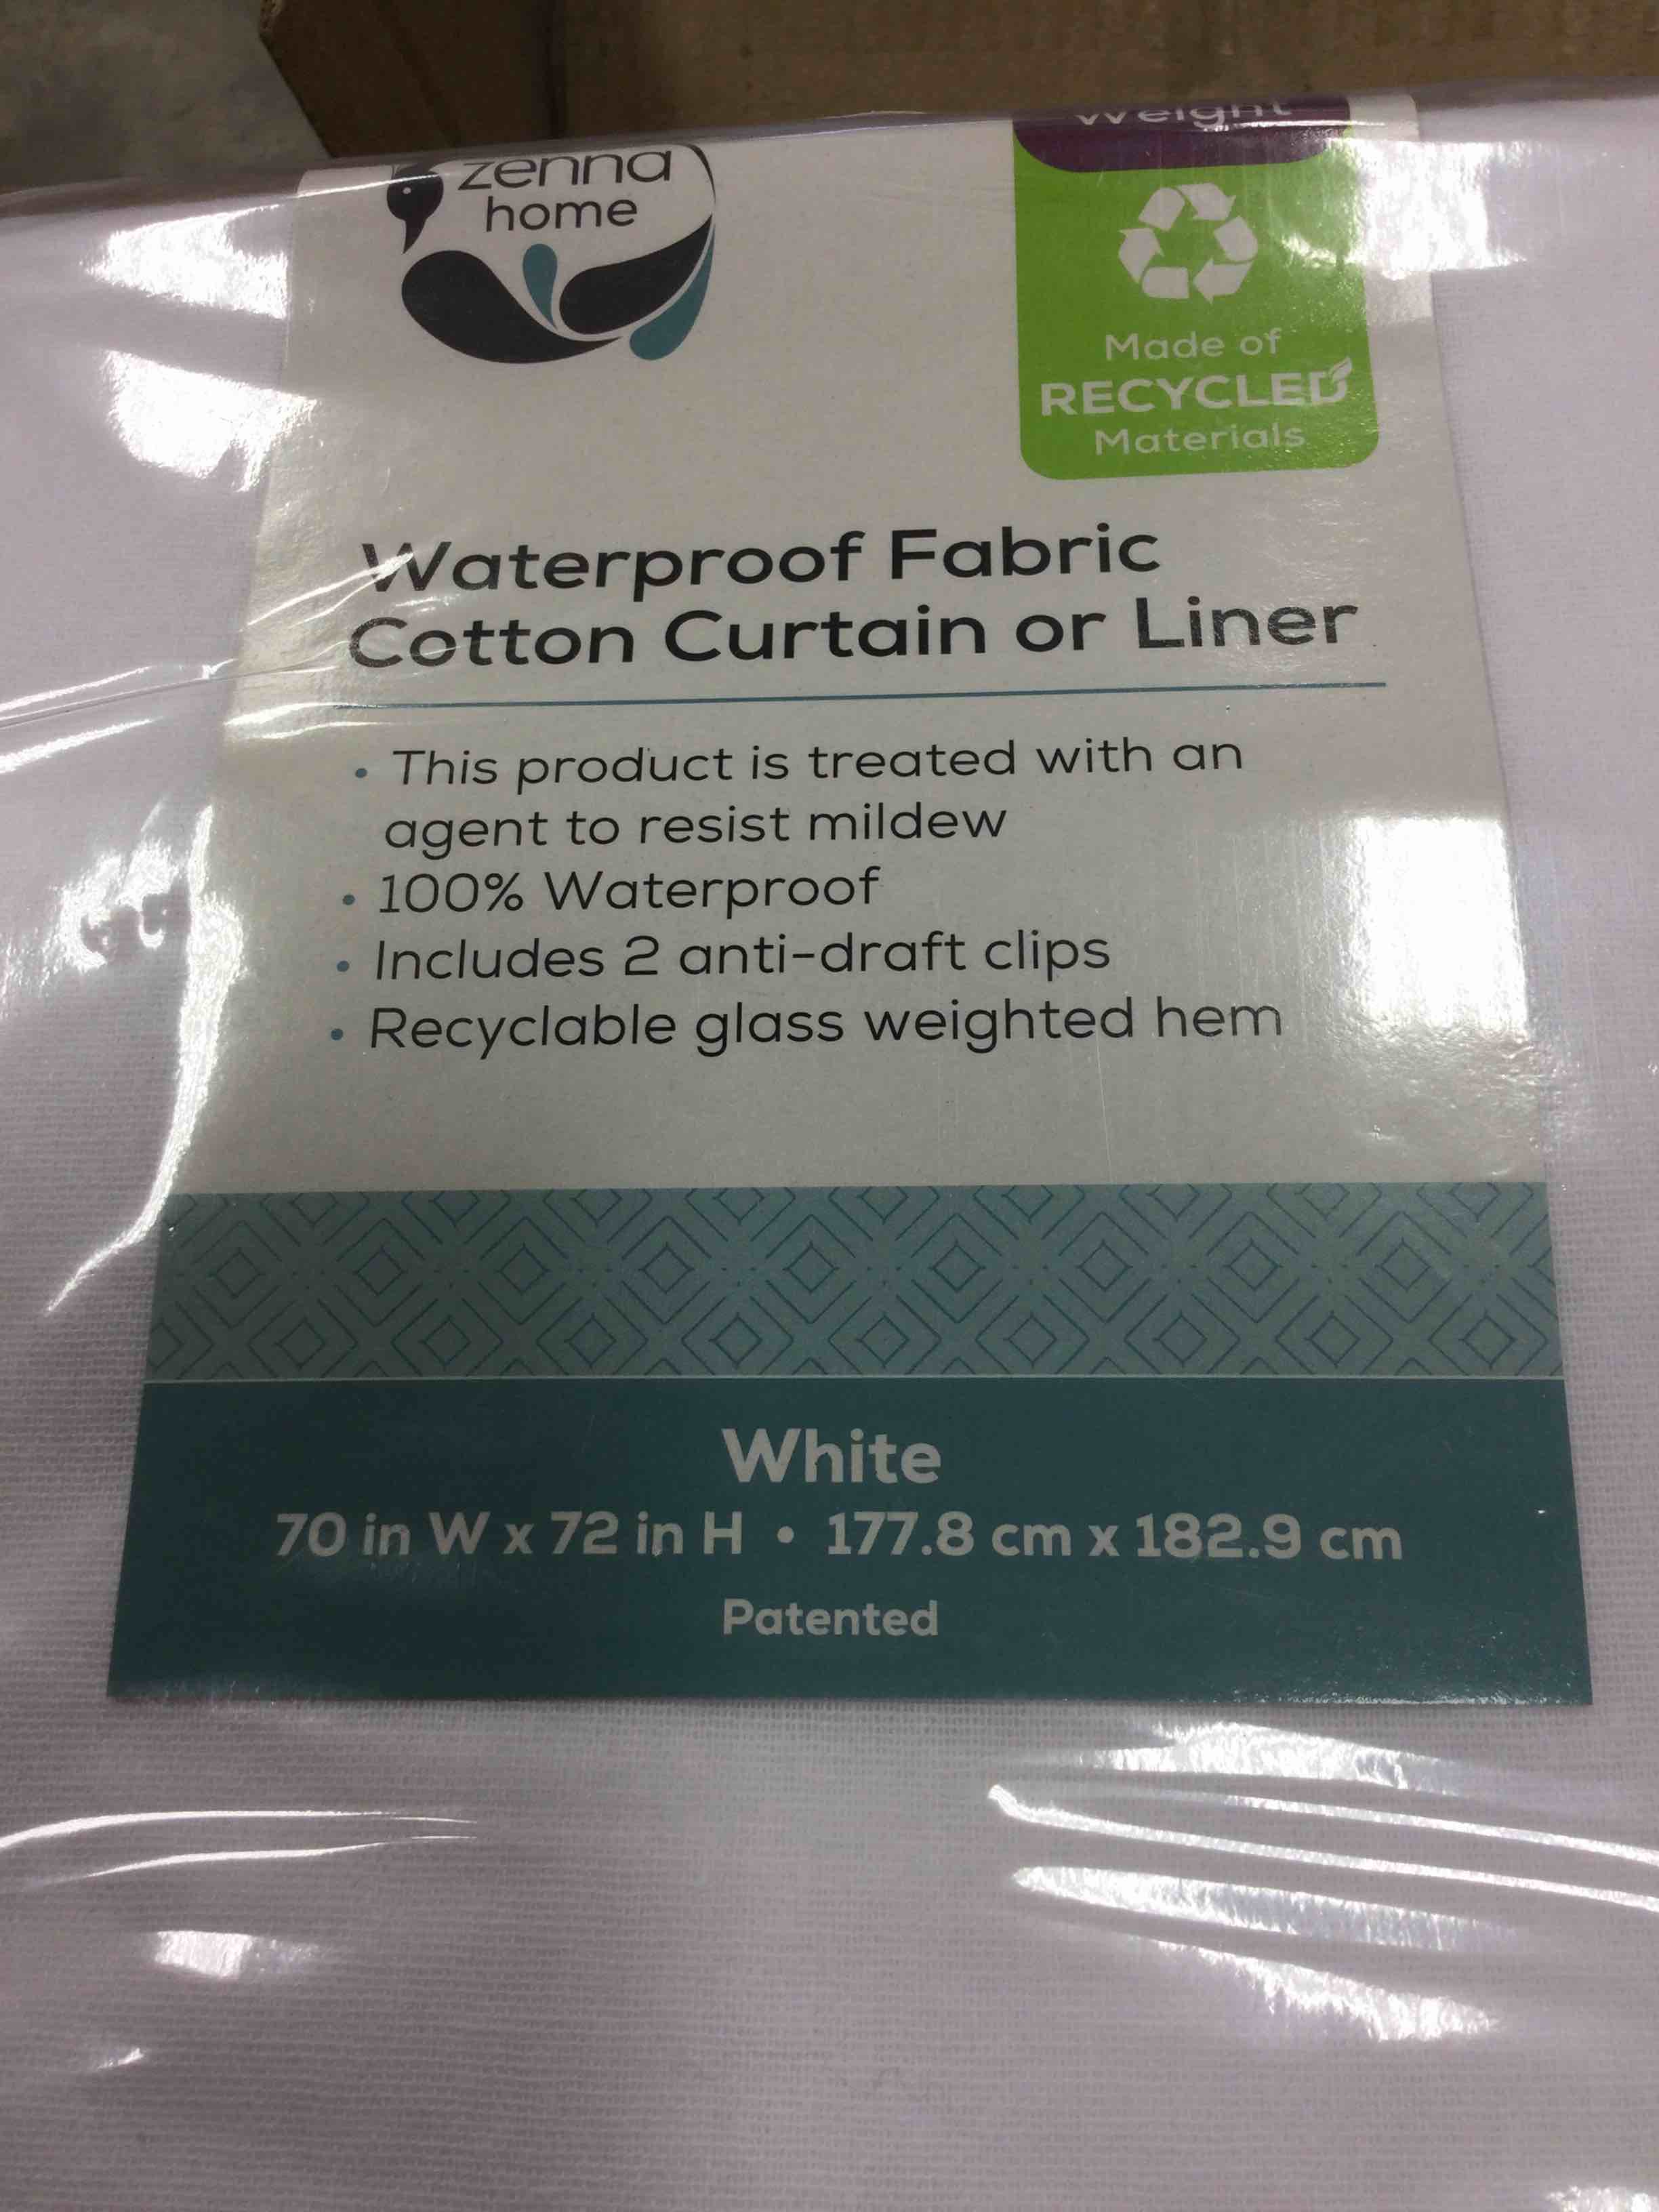 zenna
home
Weight
Made of
RECYCLED
Materials
Waterproof Fabric
Cotton Curtain or Liner
• This product is treated with an
agent to resist mildew
• 100% Waterproof
• Includes 2 anti-draft clips
• Recyclable glass weighted hem
White
70 in W x 72 in H • 177.8 cm x 182.9 cm
Patented